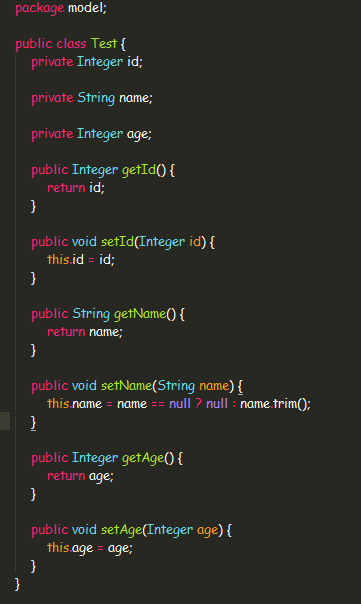 package model;
public class Test {
private Integer id;
private String name;
private Integer age;
public Integer getId() {
return id;
}
public void setId(Integer id) {
this.id = id;
}
public String getName() {
return name;
}
public void setName(String name) {
this.name = name == null ? null : name.trim();
}
public Integer getAge() {
return age;
}
public void setAge(Integer age) {
this.age = age;
}
}